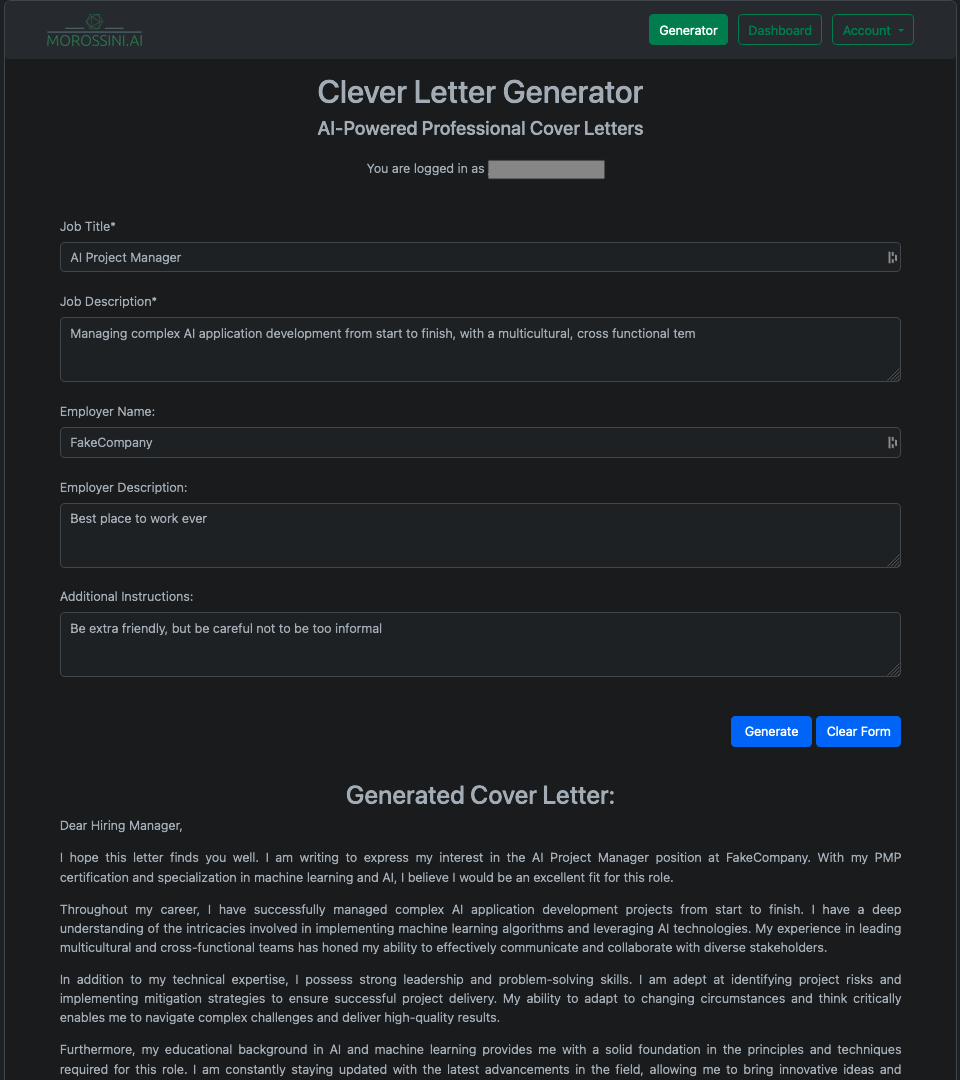 MOROSSINI.AI
Generator
Dashboard
Account
Clever Letter Generator
AI-Powered Professional Cover Letters
You are logged in as
Job Title*
AI Project Manager
Job Description*
Managing complex AI application development from start to finish, with a multicultural, cross functional tem
Employer Name:
FakeCompany
Employer Description:
Best place to work ever
Additional Instructions:
Be extra friendly, but be careful not to be too informal
Generate
Clear Form
Generated Cover Letter:
Dear Hiring Manager,
I hope this letter finds you well. I am writing to express my interest in the AI Project Manager position at FakeCompany. With my PMP
certification and specialization in machine learning and AI, I believe I would be an excellent fit for this role.
Throughout my career, I have successfully managed complex AI application development projects from start to finish. I have a deep
understanding of the intricacies involved in implementing machine learning algorithms and leveraging AI technologies. My experience in leading
multicultural and cross-functional teams has honed my ability to effectively communicate and collaborate with diverse stakeholders.
In addition to my technical expertise, I possess strong leadership and problem-solving skills. I am adept at identifying project risks and
implementing mitigation strategies to ensure successful project delivery. My ability to adapt to changing circumstances and think critically
enables me to navigate complex challenges and deliver high-quality results.
Furthermore, my educational background in AI and machine learning provides me with a solid foundation in the principles and techniques
required for this role. I am constantly staying updated with the latest advancements in the field, allowing me to bring innovative ideas and